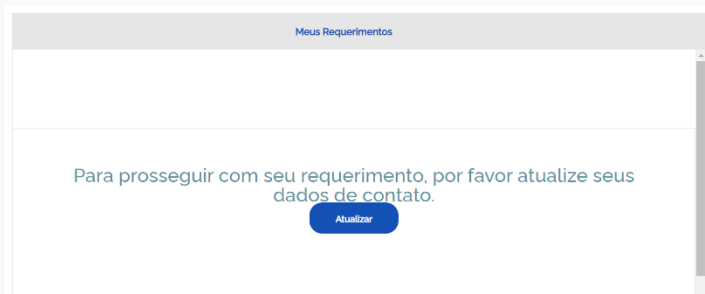 Meus Requerimentos
Para prosseguir com seu requerimento, por favor atualize seus
dados de contato.
Atualizar